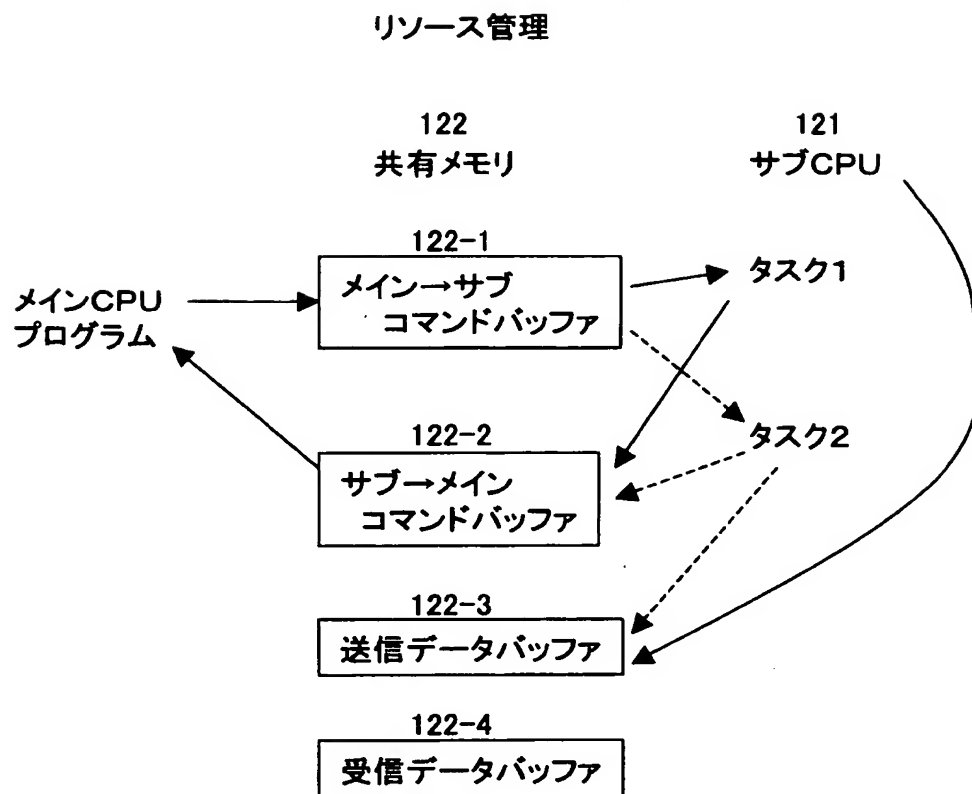 リソース管理
122
共有メモリ
121
サブCPU
122-1
メイン→サブ
コマンドバッファ
タスク1
メインCPU
プログラム
122-2
サブ→メイン
コマンドバッファ
タスク2
122-3
送信データバッファ
122-4
受信データバッファ